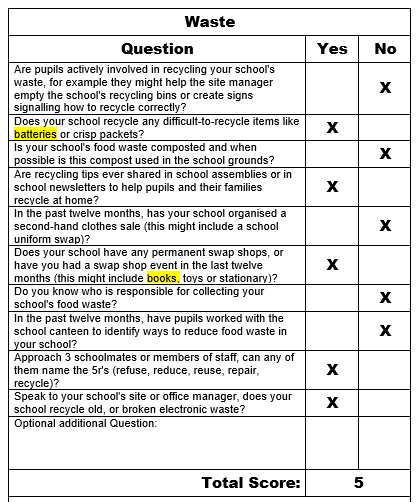 Waste
Question Yes No
Are pupils actively involved in recycling your school's
waste, for example they might help the site manager
empty the school's recycling bins or create signs
signalling how to recycle correctly? X
Does your school recycle any difficult-to-recycle items like
batteries or crisp packets? X
Is your school's food waste composted and when
possible is this compost used in the school grounds? X
Are recycling tips ever shared in school assemblies or in
school newsletters to help pupils and their families
recycle at home? X
In the past twelve months, has your school organised a
second-hand clothes sale (this might include a school
uniform swap)? X
Does your school have any permanent swap shops, or
have you had a swap shop event in the last twelve
months (this might include books, toys or stationary)? X
Do you know who is responsible for collecting your
school's food waste? X
In the past twelve months, have pupils worked with the
school canteen to identify ways to reduce food waste in
your school? X
Approach 3 schoolmates or members of staff, can any of
them name the 5r's (refuse, reduce, reuse, repair,
recycle)? X
Speak to your school's site or office manager, does your
school recycle old, or broken electronic waste? X
Optional additional Question:
Total Score: 5